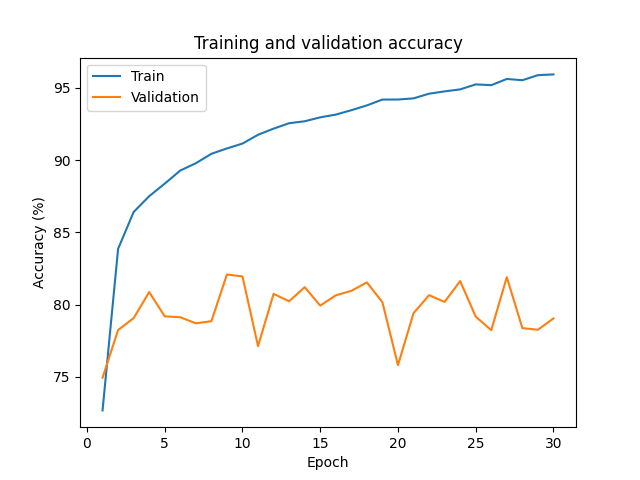 Training and validation accuracy
Train
Validation
95
90
85
80
75
Accuracy (%)
0 5 10 15 20 25 30
Epoch